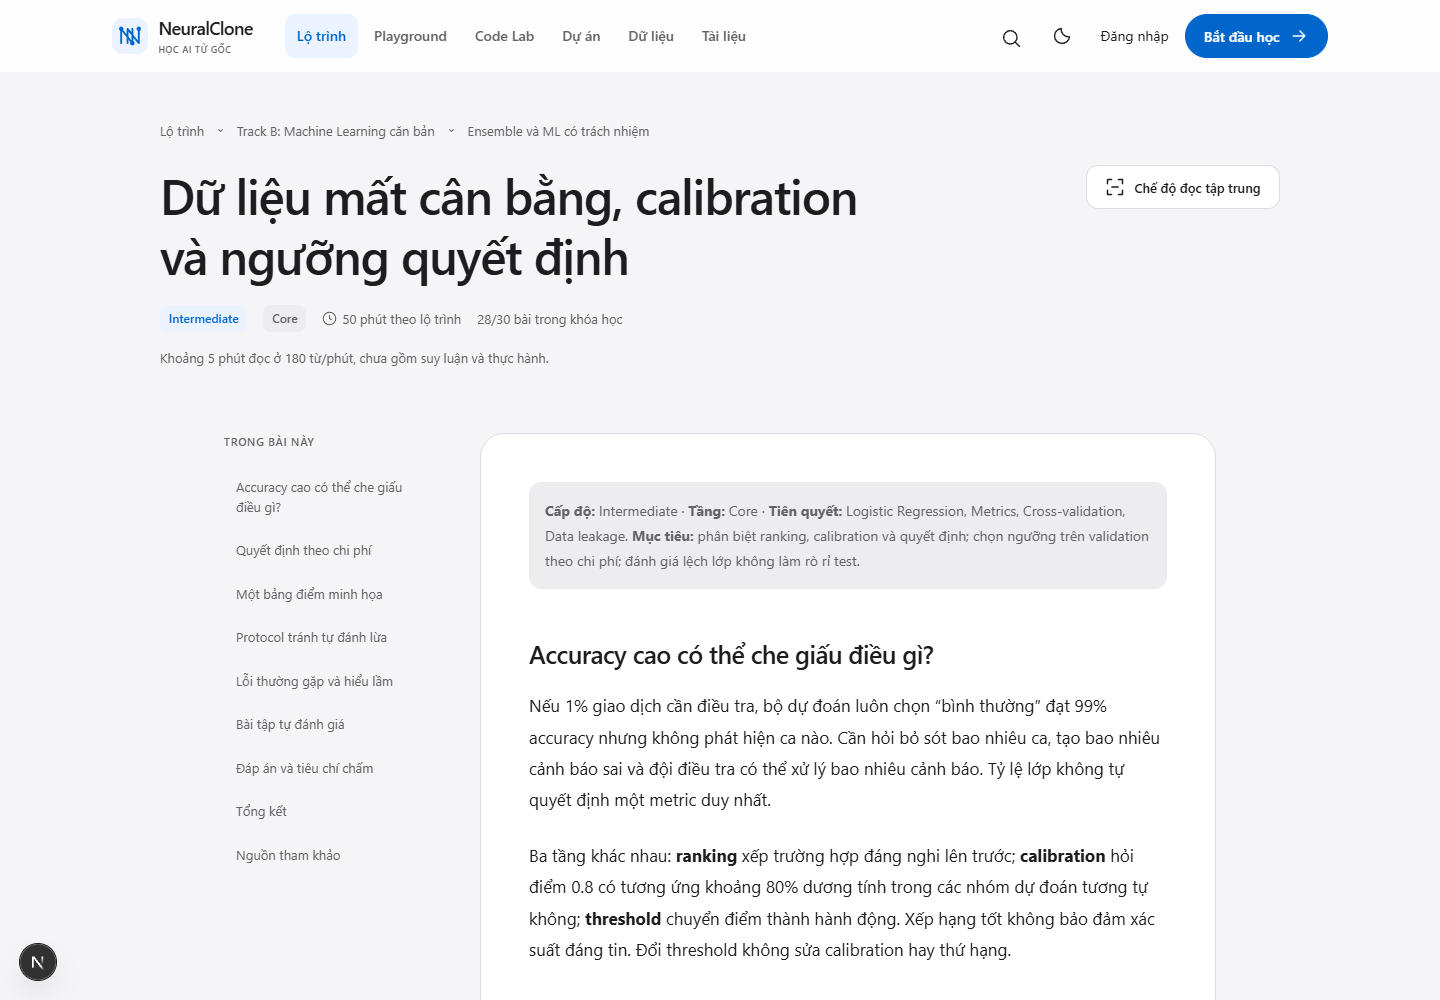 NeuralClone
HỌC AI TỪ GỐC
Lộ trình
Playground
Code Lab
Dự án
Dữ liệu
Tài liệu
Đăng nhập
Bắt đầu học
Lộ trình
Track B: Machine Learning căn bản
Ensemble và ML có trách nhiệm
Dữ liệu mất cân bằng, calibration
và ngưỡng quyết định
Chế độ đọc tập trung
Intermediate
Core
50 phút theo lộ trình
28/30 bài trong khóa học
Khoảng 5 phút đọc ở 180 từ/phút, chưa gồm suy luận và thực hành.
TRONG BÀI NÀY
Accuracy cao có thể che giấu
điều gì?
Quyết định theo chi phí
Một bảng điểm minh họa
Protocol tránh tự đánh lừa
Lỗi thường gặp và hiểu lầm
Bài tập tự đánh giá
Đáp án và tiêu chí chấm
Tổng kết
Nguồn tham khảo
Cấp độ: Intermediate · Tầng: Core · Tiên quyết: Logistic Regression, Metrics, Cross-validation,
Data leakage. Mục tiêu: phân biệt ranking, calibration và quyết định; chọn ngưỡng trên validation
theo chi phí; đánh giá lệch lớp không làm rò rỉ test.
Accuracy cao có thể che giấu điều gì?
Nếu 1% giao dịch cần điều tra, bộ dự đoán luôn chọn “bình thường” đạt 99%
accuracy nhưng không phát hiện ca nào. Cần hỏi bỏ sót bao nhiêu ca, tạo bao nhiêu
cảnh báo sai và đội điều tra có thể xử lý bao nhiêu cảnh báo. Tỷ lệ lớp không tự
quyết định một metric duy nhất.
Ba tầng khác nhau: ranking xếp trường hợp đáng nghi lên trước; calibration hỏi
điểm 0.8 có tương ứng khoảng 80% dương tính trong các nhóm dự đoán tương tự
không; threshold chuyển điểm thành hành động. Xếp hạng tốt không bảo đảm xác
suất đáng tin. Đổi threshold không sửa calibration hay thứ hạng.